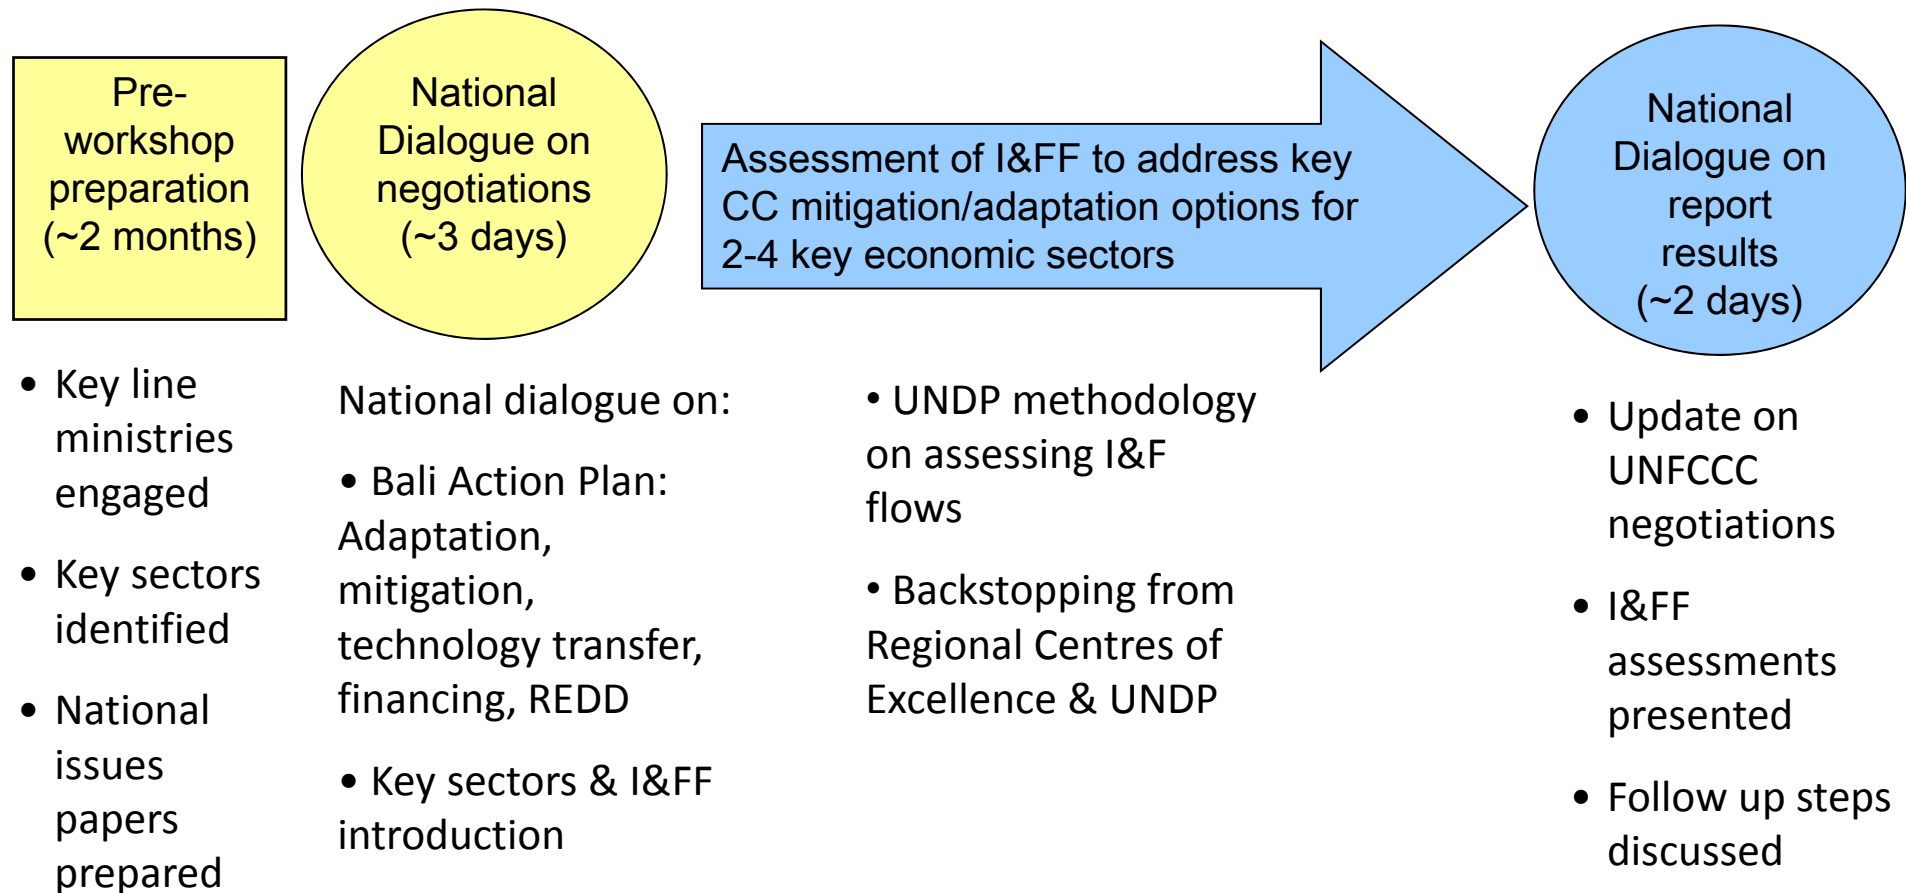 Pre-
workshop
preparation
(~2 months)
National
Dialogue on
negotiations
(~3 days)
Assessment of I&FF to address key
CC mitigation/adaptation options for
2-4 key economic sectors
National
Dialogue on
report
results
(~2 days)
• Key line
ministries
engaged
• Key sectors
identified
• National
issues
papers
prepared
National dialogue on:
• Bali Action Plan:
Adaptation,
mitigation,
technology transfer,
financing, REDD
• Key sectors & I&FF
introduction
• UNDP methodology
on assessing I&F
flows
• Backstopping from
Regional Centres of
Excellence & UNDP
• Update on
UNFCCC
negotiations
• I&FF
assessments
presented
• Follow up steps
discussed